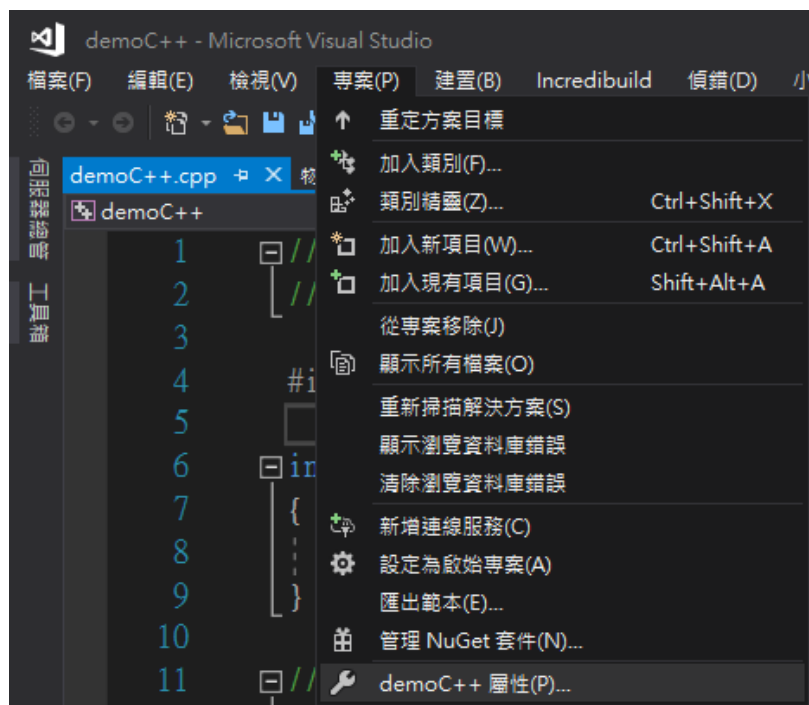 demoC++ - Microsoft Visual Studio
檔案(F) 編輯(E) 檢視(V) 專案(P) 建置(B) Incredibuild 偵錯(D) 小
重定方案目標
伺服器總管
工具箱
demoC++.cpp
demoC++
加入類別(F)...
類別精靈(Z)... Ctrl+Shift+X
加入新項目(W)... Ctrl+Shift+A
加入現有項目(G)... Shift+Alt+A
從專案移除(J)
顯示所有檔案(O)
重新掃描解決方案(S)
顯示瀏覽資料庫錯誤
清除瀏覽資料庫錯誤
新增連線服務(C)
設定為啟始專案(A)
匯出範本(E)...
管理 NuGet 套件(N)...
demoC++ 屬性(P)...
1 //
2 //
3
4 #i
5
6 in
7 {
8
9 }
10
11 //